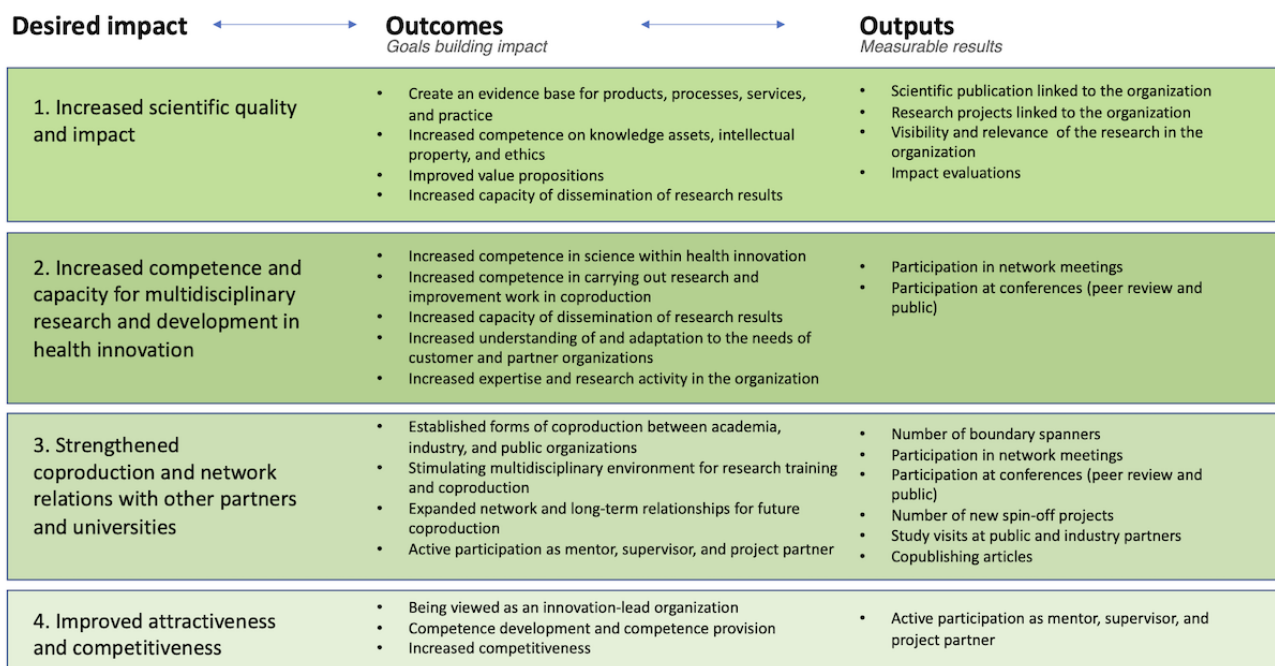 Desired impact
Outcomes
Goals building impact
Outputs
Measurable results
1. Increased scientific quality
and impact
• Create an evidence base for products, processes, services,
and practice
• Increased competence on knowledge assets, intellectual
property, and ethics
• Improved value propositions
• Increased capacity of dissemination of research results
• Scientific publication linked to the organization
• Research projects linked to the organization
• Visibility and relevance of the research in the
organization
• Impact evaluations
2. Increased competence and
capacity for multidisciplinary
research and development in
health innovation
• Increased competence in science within health innovation
• Increased competence in carrying out research and
improvement work in coproduction
• Increased capacity of dissemination of research results
• Increased understanding of and adaptation to the needs of
customer and partner organizations
• Increased expertise and research activity in the organization
• Participation in network meetings
• Participation at conferences (peer review and
public)
3. Strengthened
coproduction and network
relations with other partners
and universities
• Established forms of coproduction between academia,
industry, and public organizations
• Stimulating multidisciplinary environment for research training
and coproduction
• Expanded network and long-term relationships for future
coproduction
• Active participation as mentor, supervisor, and project partner
• Number of boundary spanners
• Participation in network meetings
• Participation at conferences (peer review and
public)
• Number of new spin-off projects
• Study visits at public and industry partners
• Copublishing articles
4. Improved attractiveness
and competitiveness
• Being viewed as an innovation-lead organization
• Competence development and competence provision
• Increased competitiveness
• Active participation as mentor, supervisor, and
project partner